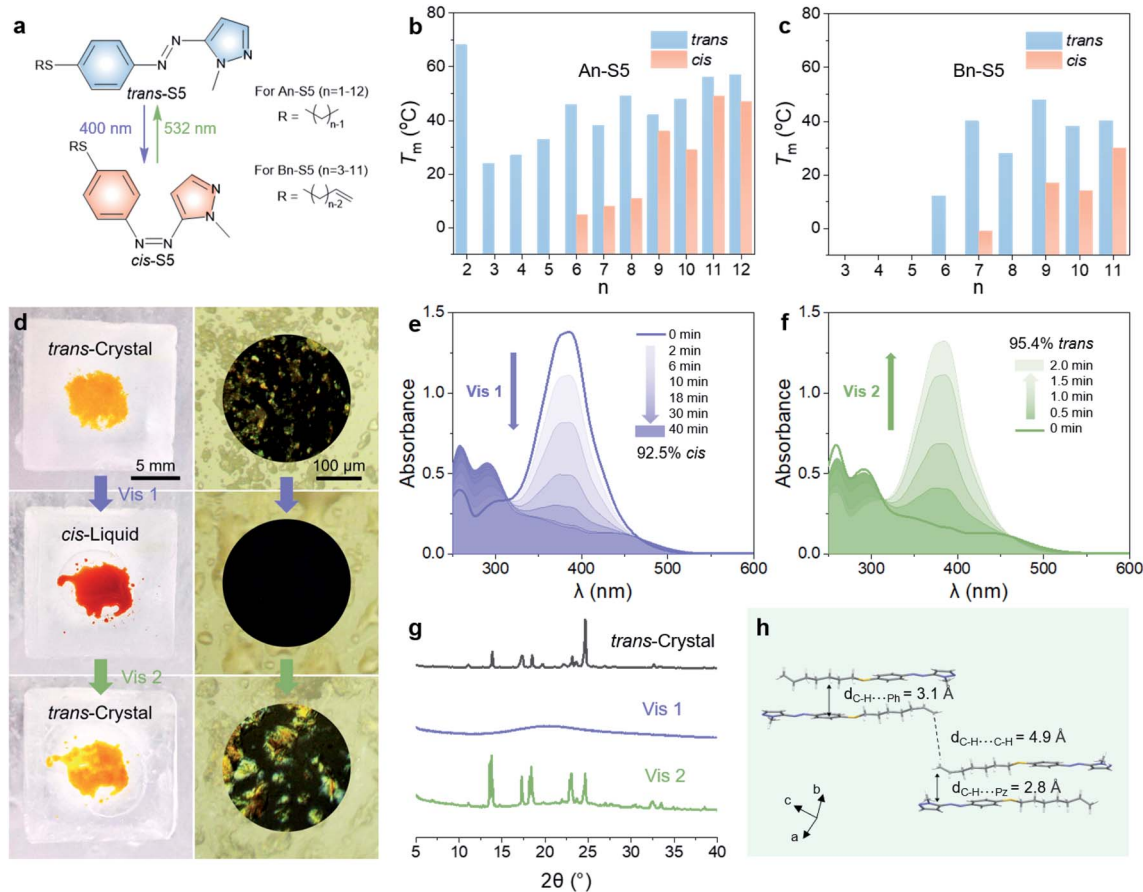 a
RS
N
N
N
N
trans-S5
400 nm
532 nm
RS
N
N
N=N
cis-S5
For An-S5 (n=1-12)
R =
n-1
For Bn-S5 (n=3-11)
R =
n-2
b
trans
cis
An-S5
Tm (°C)
80
60
40
20
0
2 3 4 5 6 7 8 9 10 11 12
n
c
trans
cis
Bn-S5
Tm (°C)
80
60
40
20
0
3 4 5 6 7 8 9 10 11
n
d
trans-Crystal
5 mm
100 μm
Vis 1
cis-Liquid
Vis 2
trans-Crystal
e
Absorbance
1.5
1.0
0.5
0.0
300 400 500 600
λ (nm)
Vis 1
0 min
2 min
6 min
10 min
18 min
30 min
40 min
92.5% cis
f
Absorbance
1.5
1.0
0.5
0.0
300 400 500 600
λ (nm)
Vis 2
95.4% trans
2.0 min
1.5 min
1.0 min
0.5 min
0 min
g
trans-Crystal
Vis 1
Vis 2
5 10 15 20 25 30 35 40
2θ (°)
h
dC-H···Ph = 3.1 Å
dC-H···C-H = 4.9 Å
dC-H···Pz = 2.8 Å
b
c
a